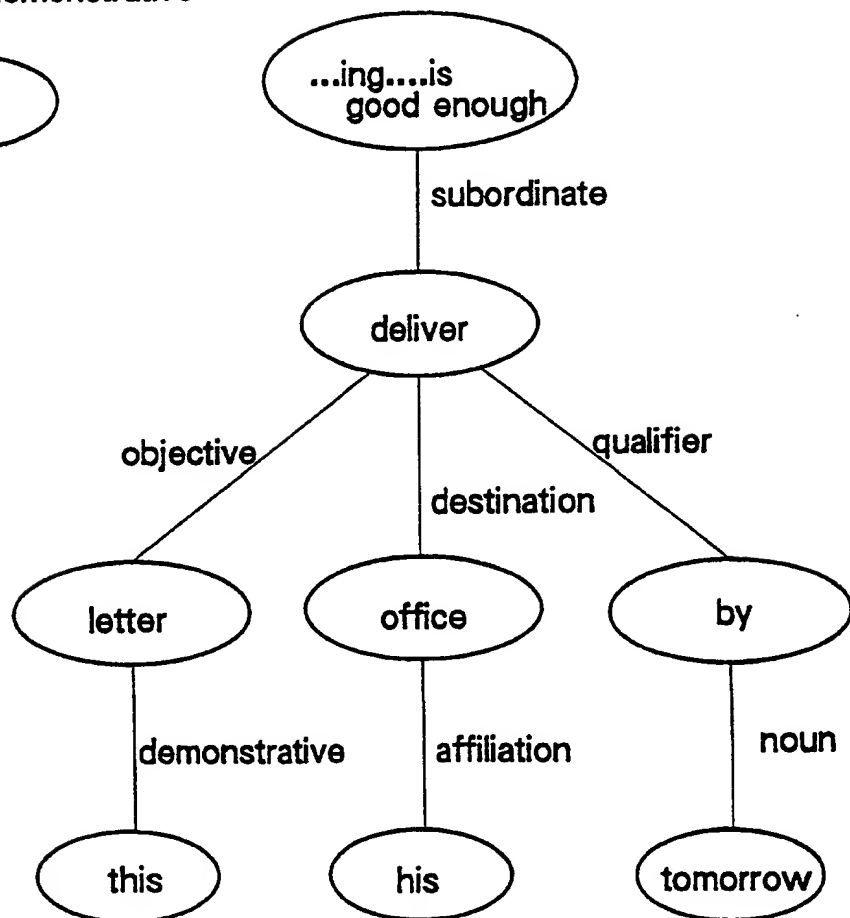 ...ing....is
good enough
subordinate
deliver
objective
qualifier
destination
letter
office
by
demonstrative
affiliation
noun
this
his
tomorrow